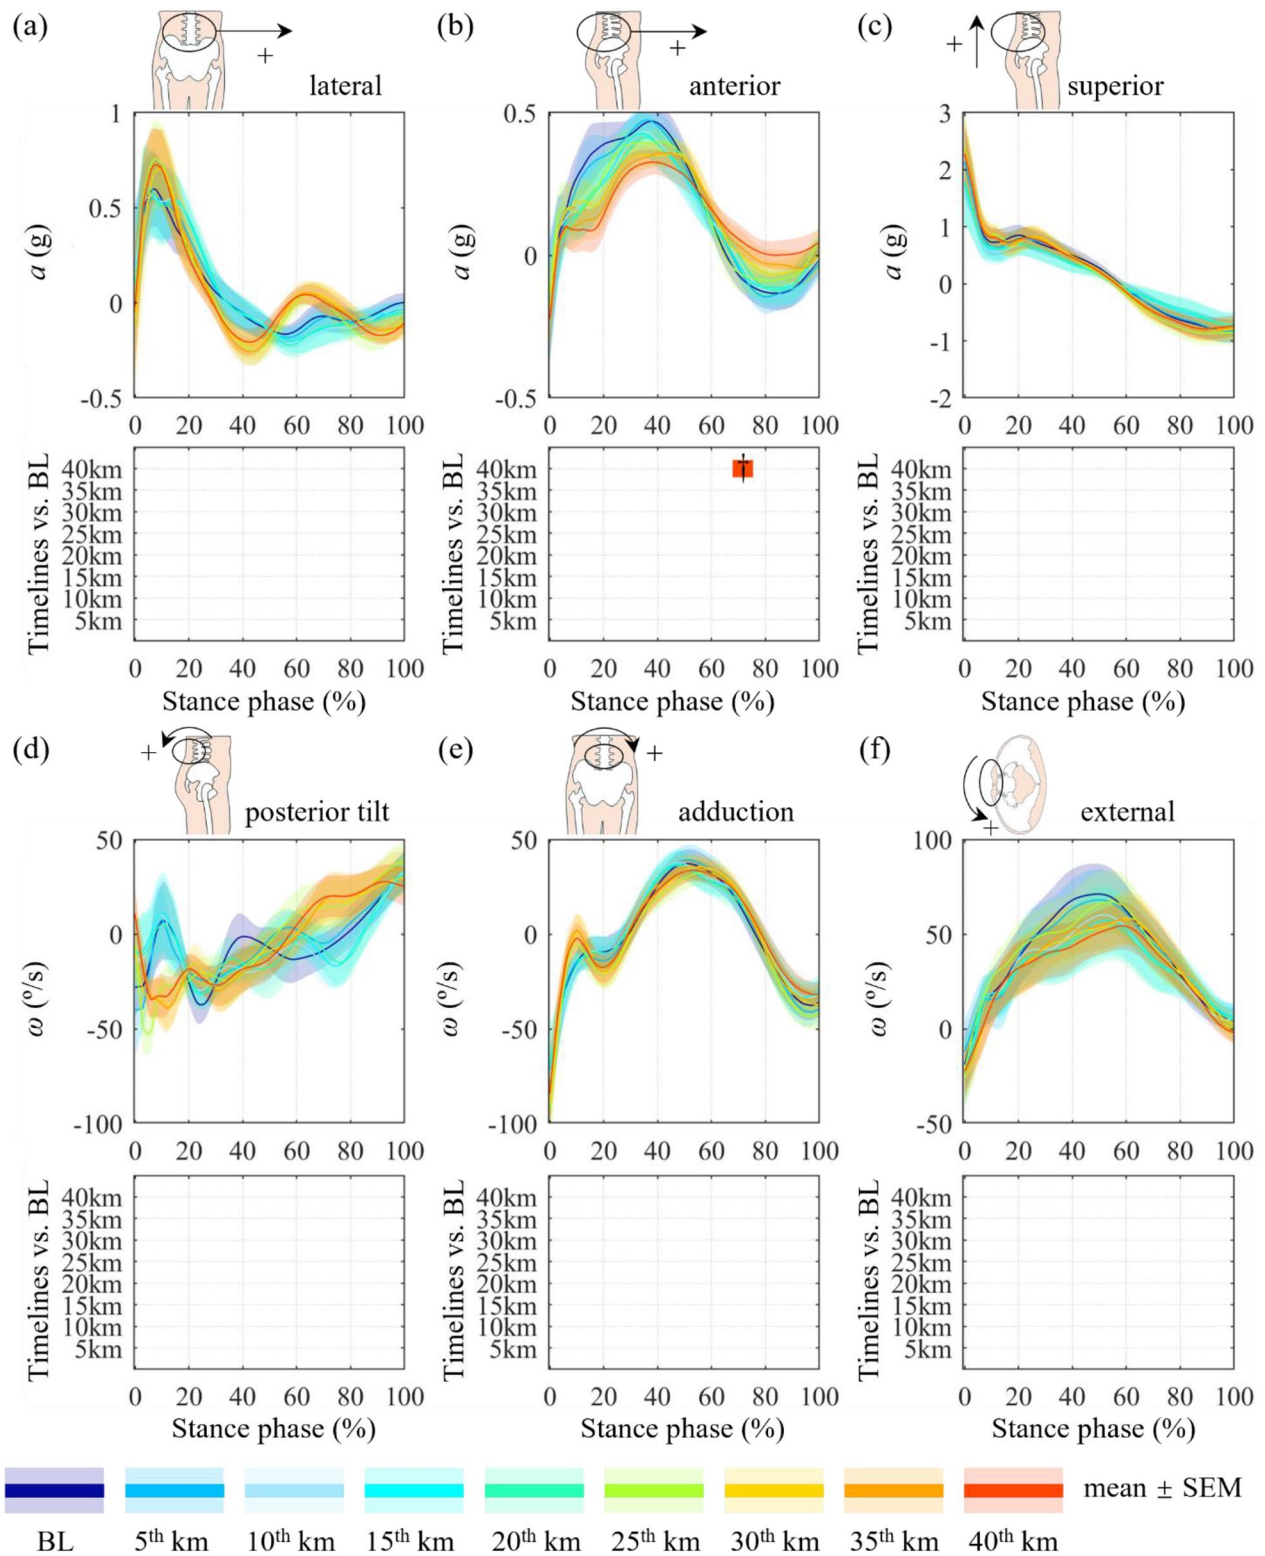 (a)
+
lateral
(b)
+
anterior
(c)
+
superior
1
0.5
0
-0.5
a (g)
0 20 40 60 80 100
0.5
0
-0.5
a (g)
0 20 40 60 80 100
3
2
1
0
-1
-2
a (g)
0 20 40 60 80 100
Timelines vs. BL
40km
35km
30km
25km
20km
15km
10km
5km
0 20 40 60 80 100
Stance phase (%)
Timelines vs. BL
40km
35km
30km
25km
20km
15km
10km
5km
†
0 20 40 60 80 100
Stance phase (%)
Timelines vs. BL
40km
35km
30km
25km
20km
15km
10km
5km
0 20 40 60 80 100
Stance phase (%)
(d)
+
posterior tilt
(e)
+
adduction
(f)
+
external
50
0
-50
-100
ω (º/s)
0 20 40 60 80 100
50
0
-50
-100
ω (º/s)
0 20 40 60 80 100
100
50
0
-50
ω (º/s)
0 20 40 60 80 100
Timelines vs. BL
40km
35km
30km
25km
20km
15km
10km
5km
0 20 40 60 80 100
Stance phase (%)
Timelines vs. BL
40km
35km
30km
25km
20km
15km
10km
5km
0 20 40 60 80 100
Stance phase (%)
Timelines vs. BL
40km
35km
30km
25km
20km
15km
10km
5km
0 20 40 60 80 100
Stance phase (%)
mean ± SEM
BL 5th km 10th km 15th km 20th km 25th km 30th km 35th km 40th km